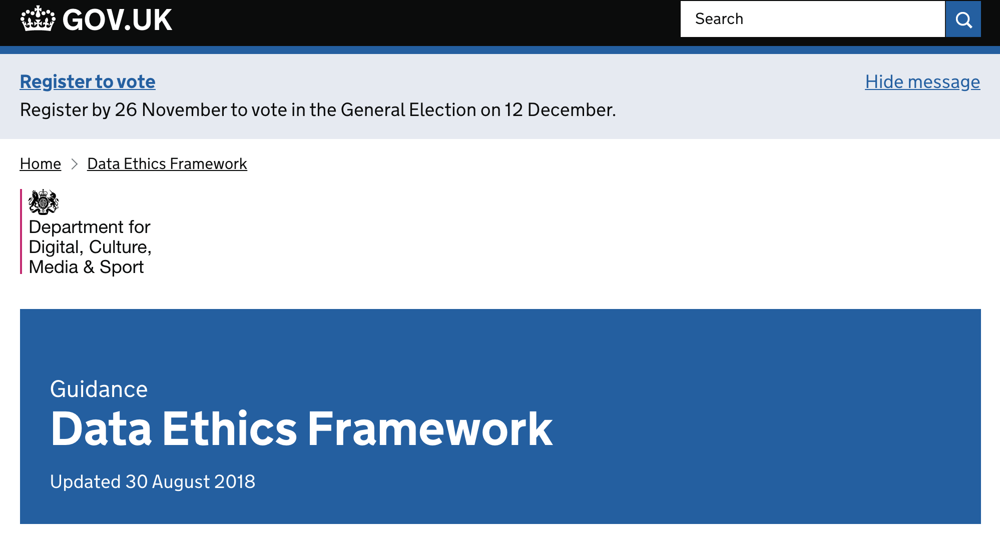 GOV.UK
Search
Register to vote
Hide message
Register by 26 November to vote in the General Election on 12 December.
Home
Data Ethics Framework
Department for
Digital, Culture,
Media & Sport
Guidance
Data Ethics Framework
Updated 30 August 2018